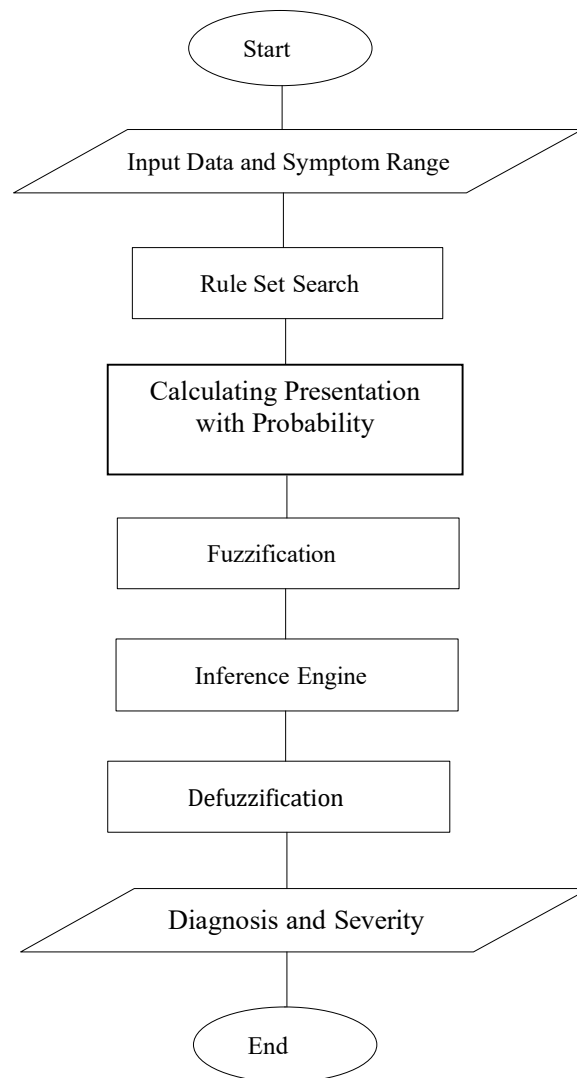 Start
Input Data and Symptom Range
Rule Set Search
Calculating Presentation
with Probability
Fuzzification
Inference Engine
Defuzzification
Diagnosis and Severity
End